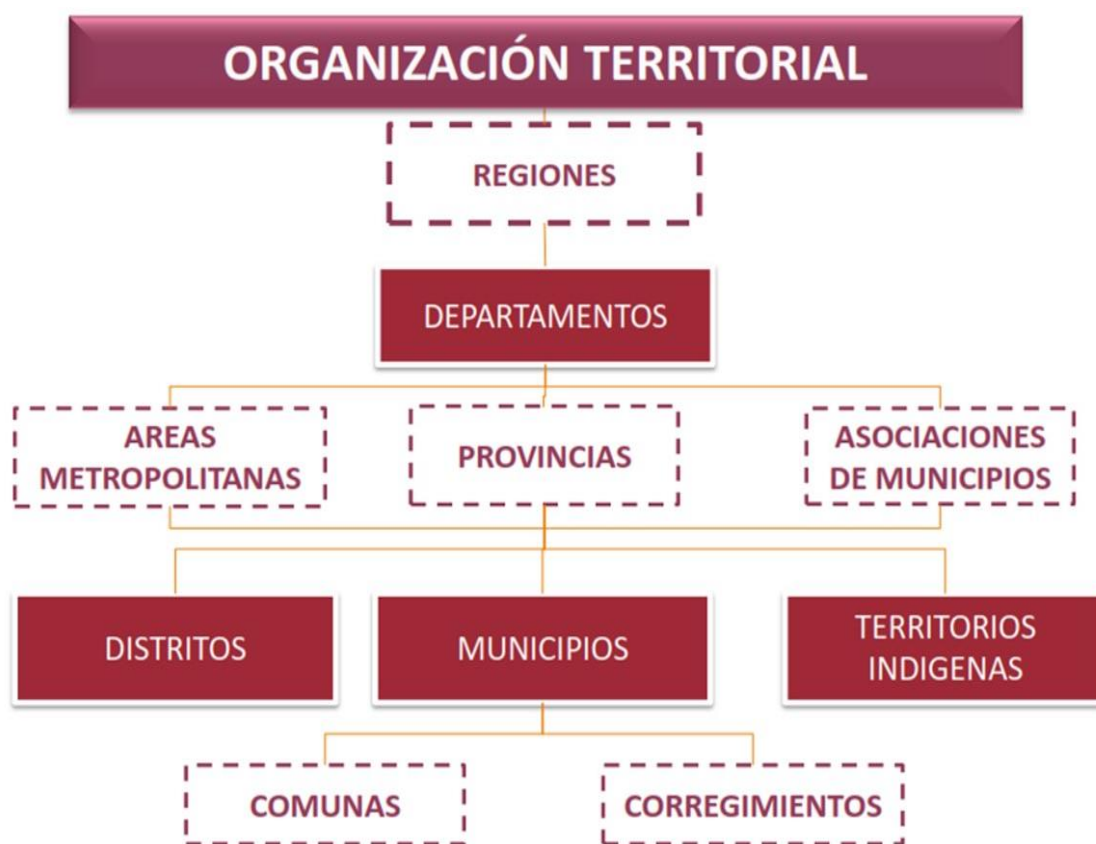 ORGANIZACIÓN TERRITORIAL
REGIONES
DEPARTAMENTOS
AREAS
METROPOLITANAS
PROVINCIAS
ASOCIACIONES
DE MUNICIPIOS
DISTRITOS
MUNICIPIOS
TERRITORIOS
INDIGENAS
COMUNAS
CORREGIMIENTOS